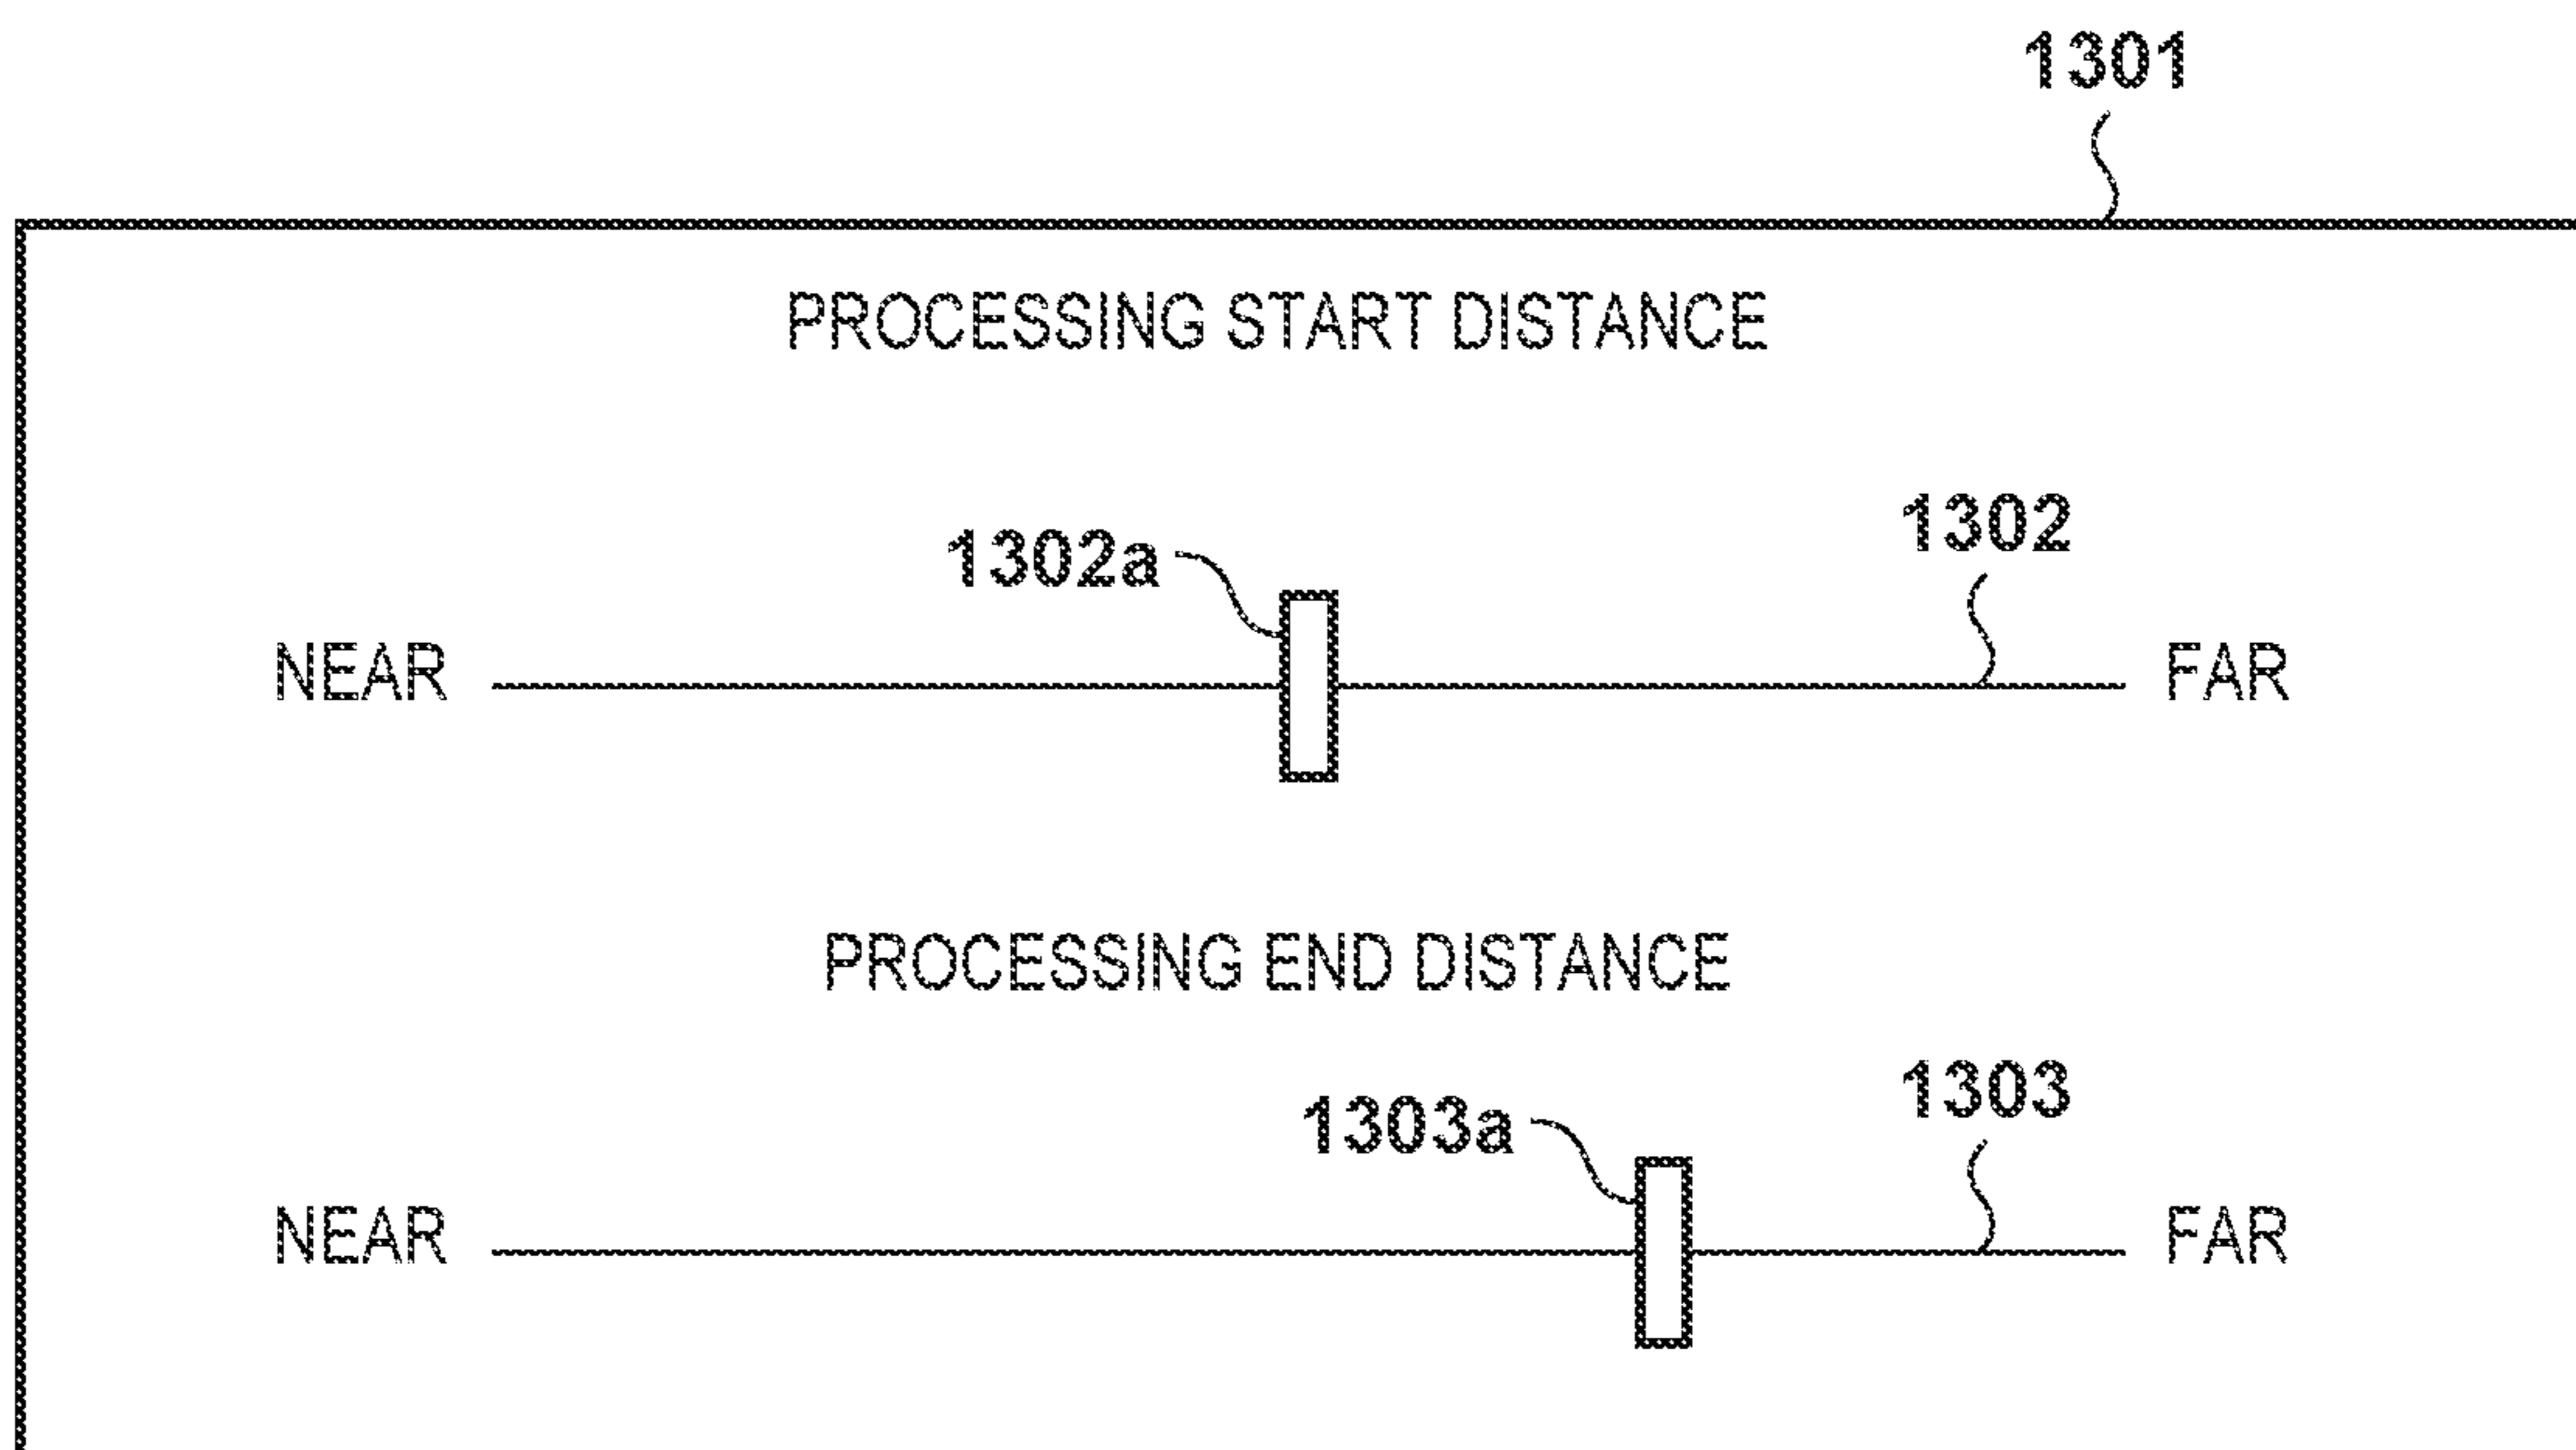 1301
PROCESSING START DISTANCE
1302
1302a
NEAR FAR
PROCESSING END DISTANCE
1303
1303a
NEAR FAR